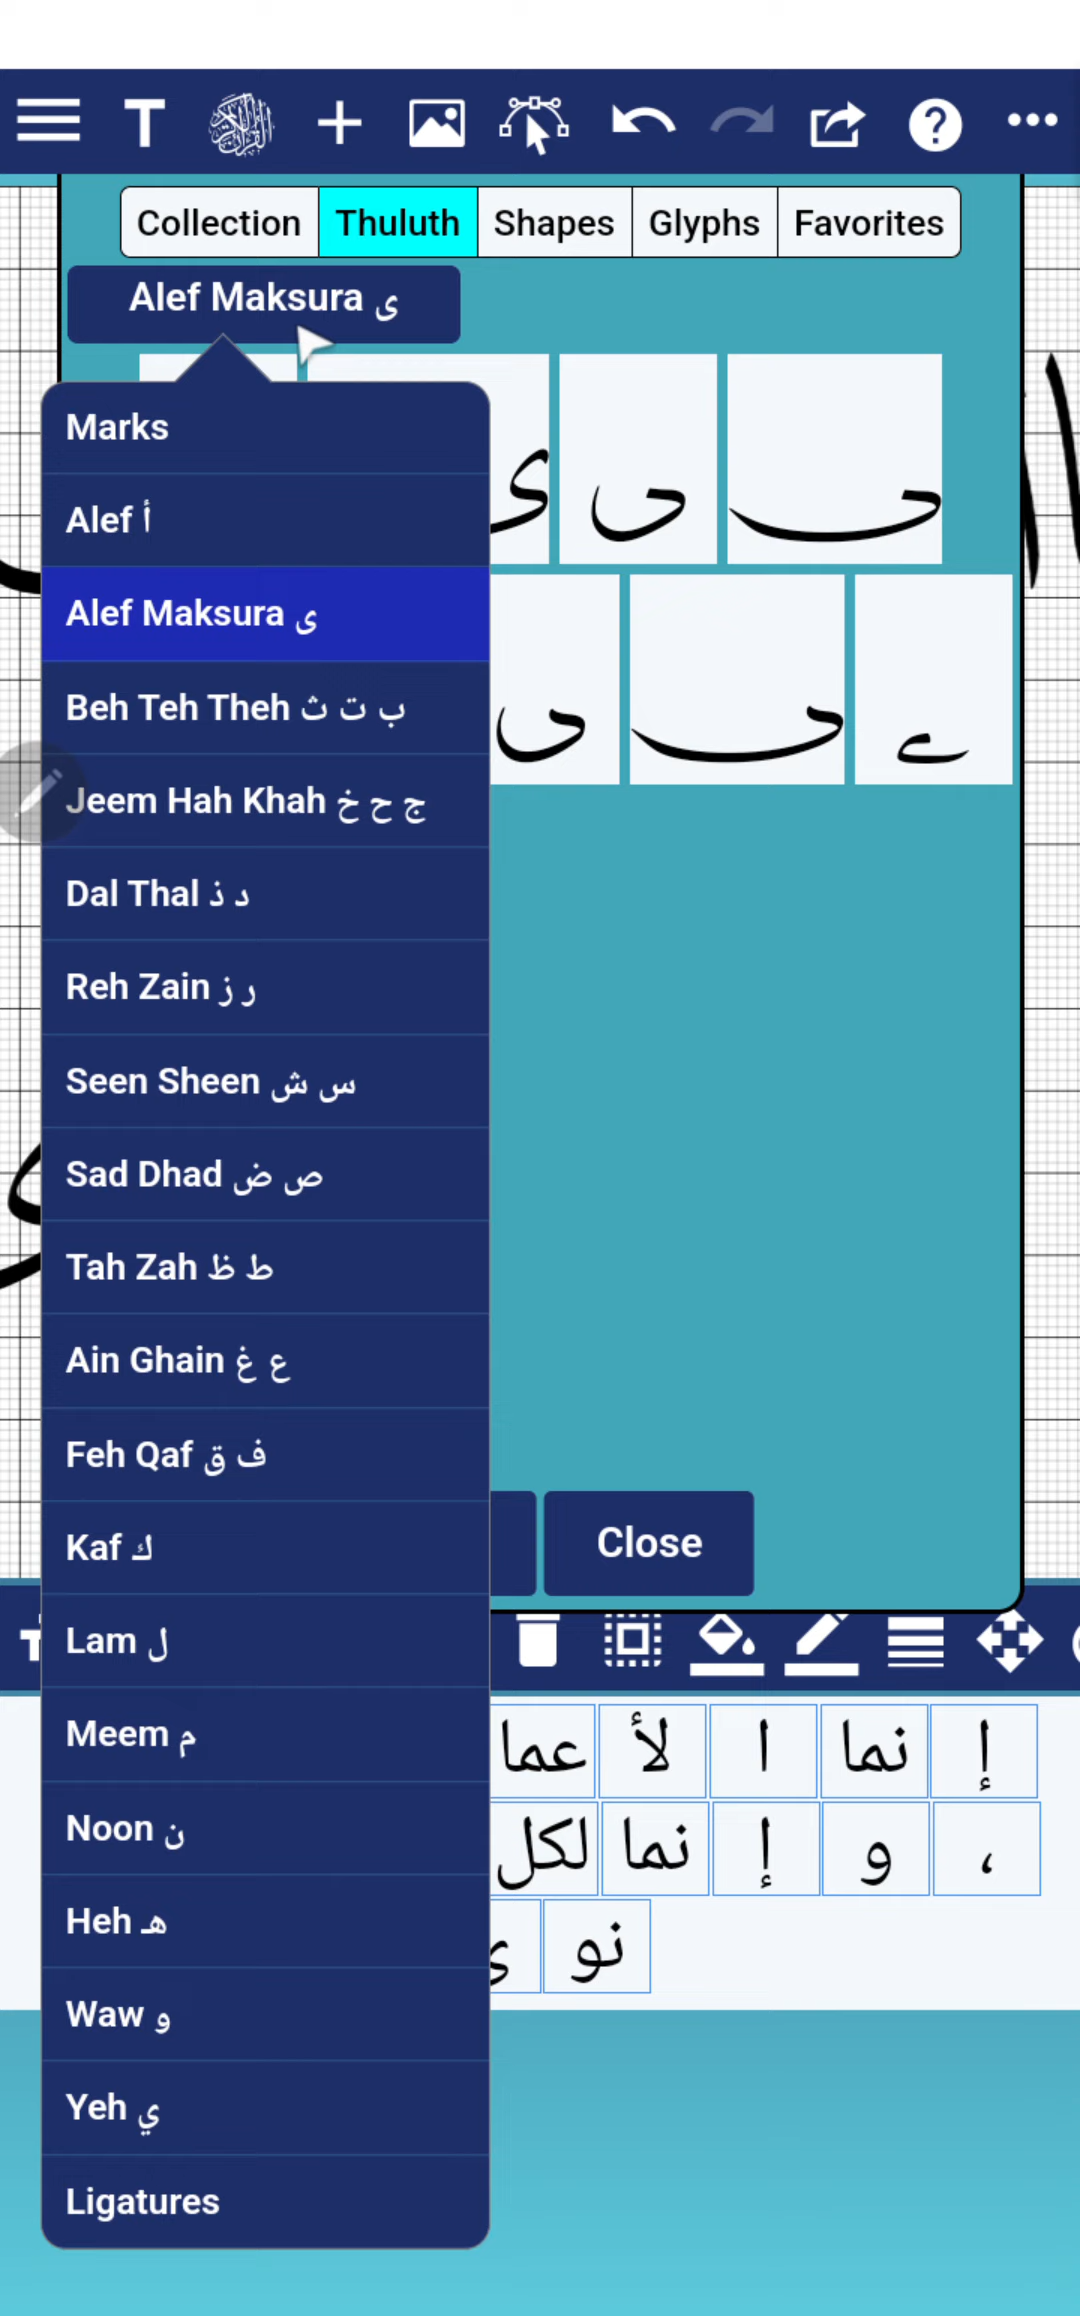 T
Collection Thuluth Shapes Glyphs Favorites
Alef Maksura ى
Marks
Alef أ
Alef Maksura ى
Beh Teh Theh ب ت ث
Jeem Hah Khah ج ح خ
Dal Thal د ذ
Reh Zain ر ز
Seen Sheen س ش
Sad Dhad ص ض
Tah Zah ط ظ
Ain Ghain ع غ
Feh Qaf ف ق
Kaf ك
Lam ل
Meem م
Noon ن
Heh هـ
Waw و
Yeh ي
Ligatures
ى ى ى
ى ى ے
Close
إ نما ا لأ عما
، و إ نما لكل
نو ى